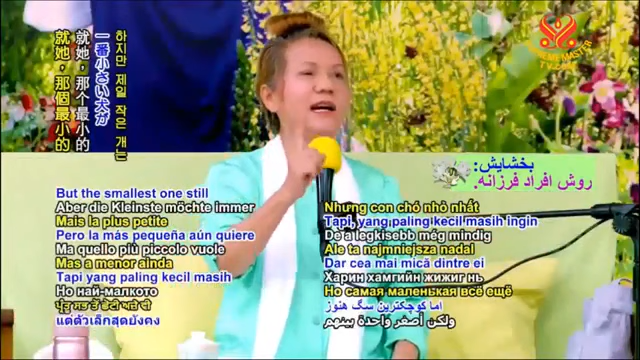 就她，那個最小的
就她，那个最小的
一番小さい犬が
하지만 제일 작은 개는
بخشایش:
روش افراد فرزانه.
But the smallest one still
Aber die Kleinste möchte immer
Mais la plus petite
Pero la más pequeña aún quiere
Ma quello più piccolo vuole
Mas a menor ainda
Tapi yang paling kecil masih
Но най-малкото
แต่ตัวเล็กสุดยังคง
Nhưng con chó nhỏ nhất
Tapi, yang paling kecil masih ingin
De a legkisebb még mindig
Ale ta najmniejsza nadal
Dar cea mai mică dintre ei
Харин хамгийн жижиг нь
Но самая маленькая всё ещё
اما کوچکترین سگ هنوز
ولكن أصغر واحدة بينهم